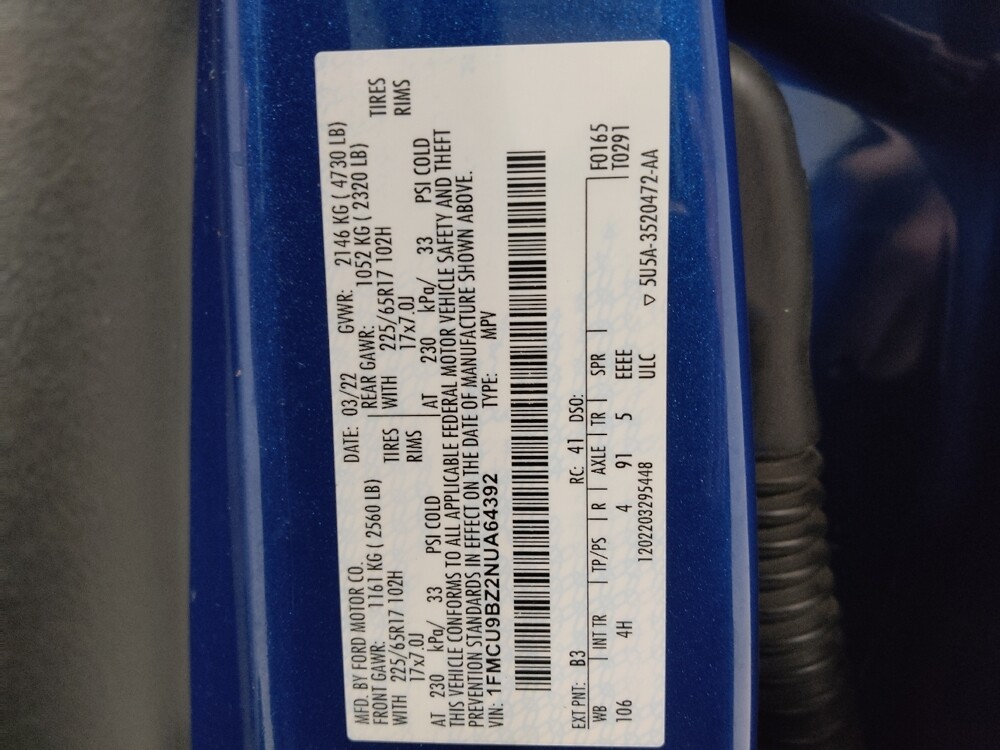 MFD. BY FORD MOTOR CO. DATE: 03/22 GVWR: 2146 KG ( 4730 LB)
FRONT GAWR: 1161 KG ( 2560 LB) REAR GAWR: 1052 KG ( 2320 LB)
WITH 225/65R17 102H TIRES WITH 225/65R17 102H TIRES
17x7.0J RIMS 17x7.0J RIMS
AT 230 kPa/ 33 PSI COLD AT 230 kPa/ 33 PSI COLD
THIS VEHICLE CONFORMS TO ALL APPLICABLE FEDERAL MOTOR VEHICLE SAFETY AND THEFT
PREVENTION STANDARDS IN EFFECT ON THE DATE OF MANUFACTURE SHOWN ABOVE.
VIN: 1FMCU9BZ2NUA64392 TYPE: MPV
EXT PNT: B3 RC: 41 DSO: F0165
WB INT TR TP/PS R AXLE TR SPR T0291
106 4H 4 91 5 EEEE
1202203295448 ULC ▽ 5U5A-3520472-AA